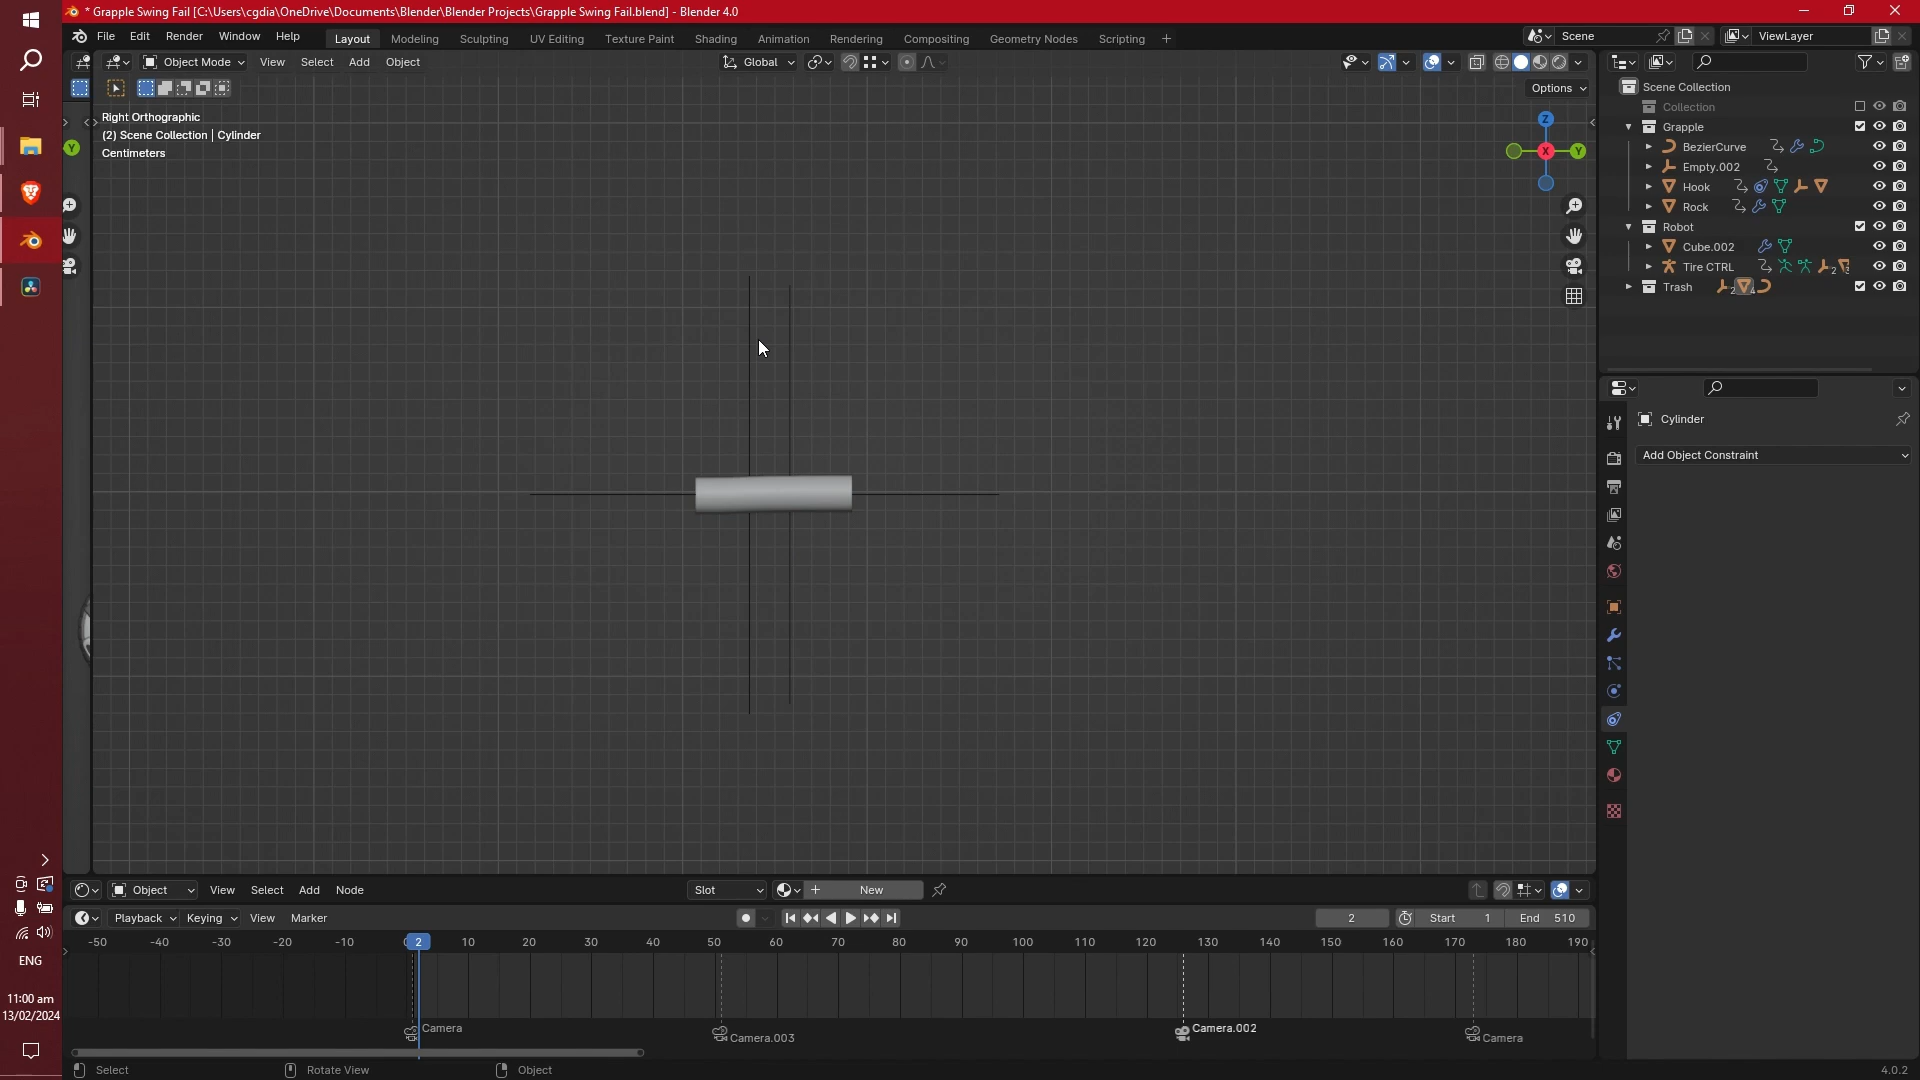 * Grapple Swing Fail [C:\Users\cgdia\OneDrive\Documents\Blender\Blender Projects\Grapple Swing Fail.blend] - Blender 4.0
File Edit Render Window Help Layout Modeling Sculpting UV Editing Texture Paint Shading Animation Rendering Compositing Geometry Nodes Scripting + Scene ViewLayer
Object Mode View Select Add Object Global
Options
Right Orthographic
(2) Scene Collection | Cylinder
Centimeters
Z
Y X Y
Scene Collection
Collection
Grapple
BezierCurve
Empty.002
Hook
Rock
Robot
Cube.002
Tire CTRL 2
Trash 2
Cylinder
Add Object Constraint
Object View Select Add Node Slot New
Playback Keying View Marker 2 Start 1 End 510
-50 -40 -30 -20 -10 2 10 20 30 40 50 60 70 80 90 100 110 120 130 140 150 160 170 180 190
Camera Camera.003 Camera.002 Camera
Select Rotate View Object 4.0.2
ENG
11:00 am
13/02/2024